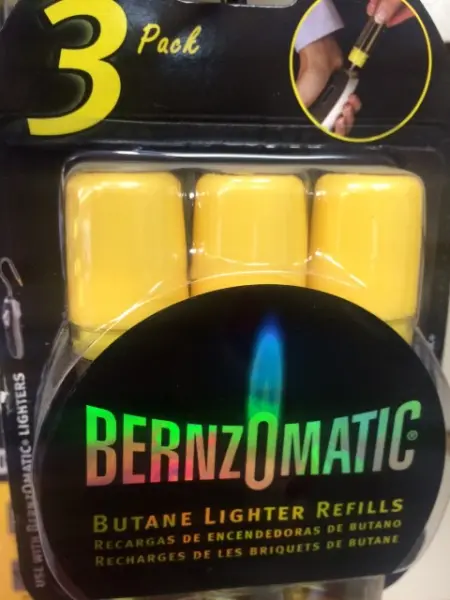 3 Pack
BERNZOMATIC®
BUTANE LIGHTER REFILLS
RECARGAS DE ENCENDEDORAS DE BUTANO
RECHARGES DE LES BRIQUETS DE BUTANE
USE WITH BERNZOMATIC® LIGHTERS